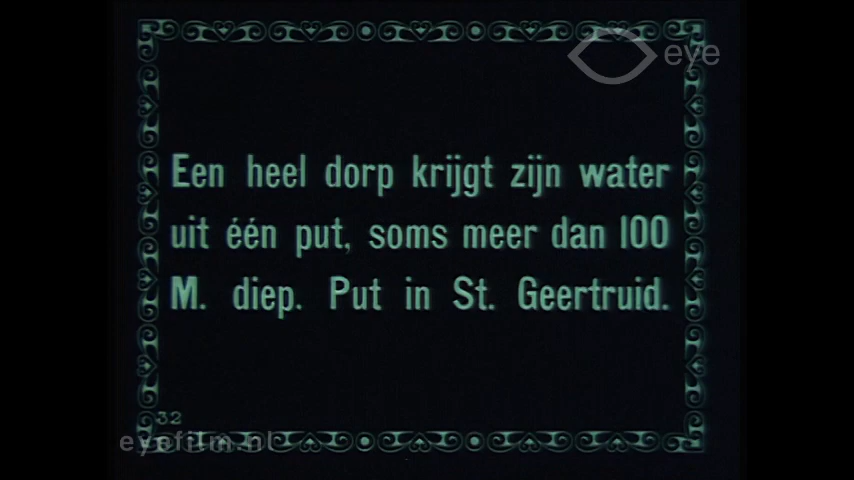 eye
Een heel dorp krijgt zijn water
uit één put, soms meer dan 100
M. diep. Put in St. Geertruid.
32
eyefilm.nl